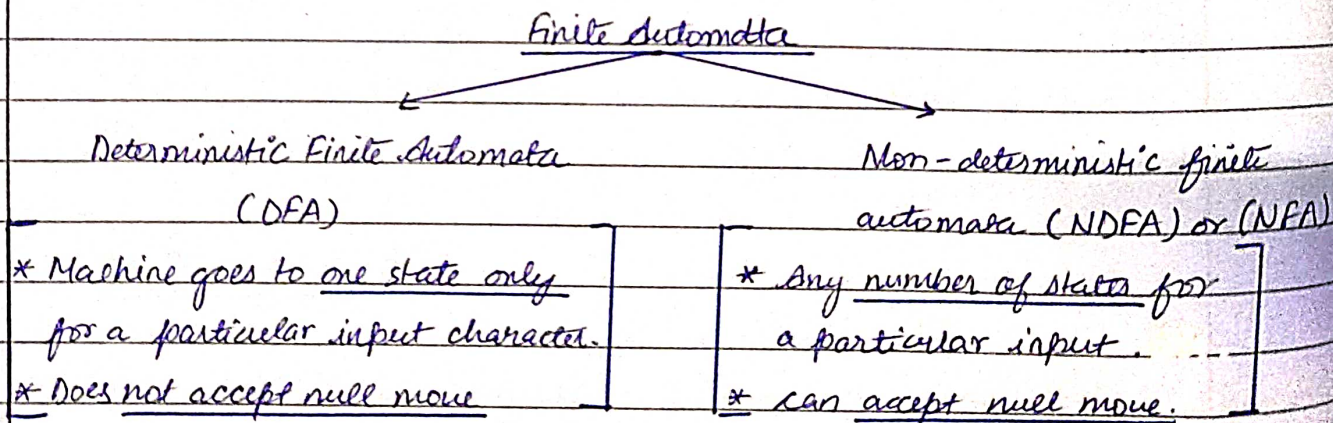 Finite Automatta
Deterministic Finite Automata
Non-deterministic finite
(DFA)
automata (NDFA) or (NFA)
* Machine goes to one state only
for a particular input character.
* Does not accept null move
* Any number of states for
a particular input.
* can accept null move.